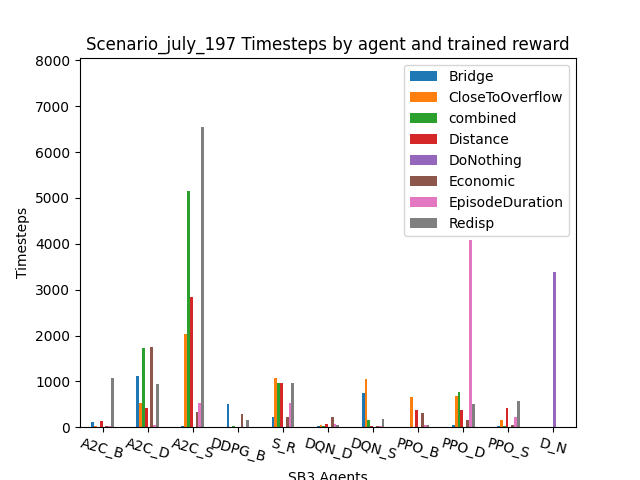 Scenario_july_197 Timesteps by agent and trained reward
8000
7000
6000
5000
4000
3000
2000
1000
0
Timesteps
Bridge
CloseToOverflow
combined
Distance
DoNothing
Economic
EpisodeDuration
Redisp
A2C_B
A2C_D
A2C_S
DDPG_B
S_R
DQN_D
DQN_S
PPO_B
PPO_D
PPO_S
D_N
SB3 Agents